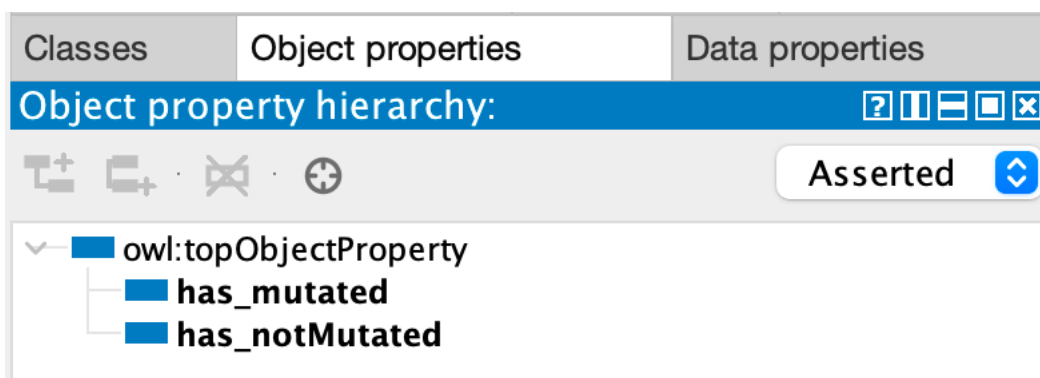 Classes Object properties Data properties
Object property hierarchy:
Asserted
owl:topObjectProperty
has_mutated
has_notMutated